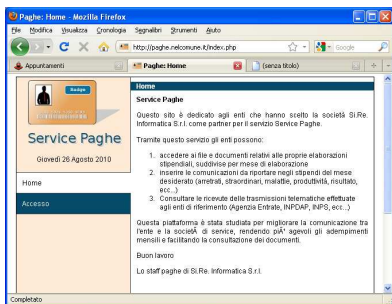 Paghe: Home - Mozilla Firefox
File Modifica Visualizza Cronologia Segnalibri Strumenti Aiuto
http://paghe.nelcomune.it/index.php
Google
Appuntamenti
Paghe: Home
(senza titolo)
Badge
Service Paghe
Giovedì 26 Agosto 2010
Home
Accesso
Home
Service Paghe
Questo sito è dedicato agli enti che hanno scelto la società Si.Re.
Informatica S.r.l. come partner per il servizio Service Paghe.
Tramite questo servizio gli enti possono:
1. accedere ai file e documenti relativi alle proprie elaborazioni
stipendiali, suddivise per mese di elaborazione
2. inserire le comunicazioni da riportare negli stipendi del mese
desiderato (arretrati, straordinari, malattie, produttività, risultato,
ecc...)
3. Consultare le ricevute delle trasmissioni telematiche effettuate
agli enti di riferimento (Agenzia Entrate, INPDAP, INPS, ecc...)
Questa piattaforma è stata studiata per migliorare la comunicazione tra
l'ente e la societÃ di service, rendendo piÃ¹ agevoli gli adempimenti
mensili e facilitando la consultazione dei documenti.
Buon lavoro
Lo staff paghe di Si.Re. Informatica S.r.l.
Completato